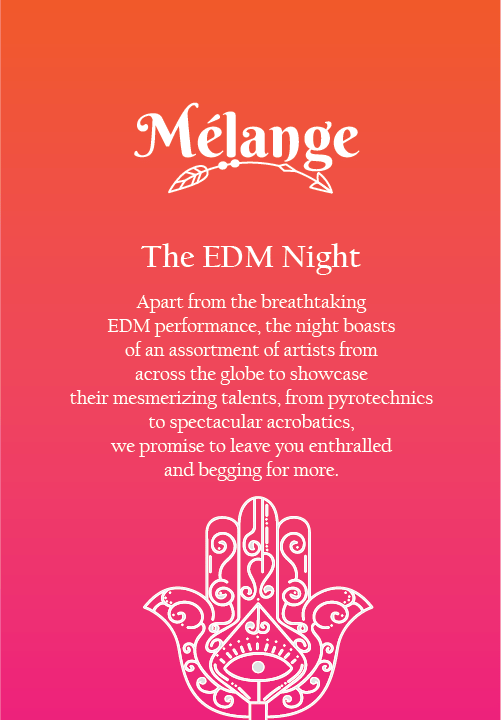 Mélange
The EDM Night
Apart from the breathtaking
EDM performance, the night boasts
of an assortment of artists from
across the globe to showcase
their mesmerizing talents, from pyrotechnics
to spectacular acrobatics,
we promise to leave you enthralled
and begging for more.